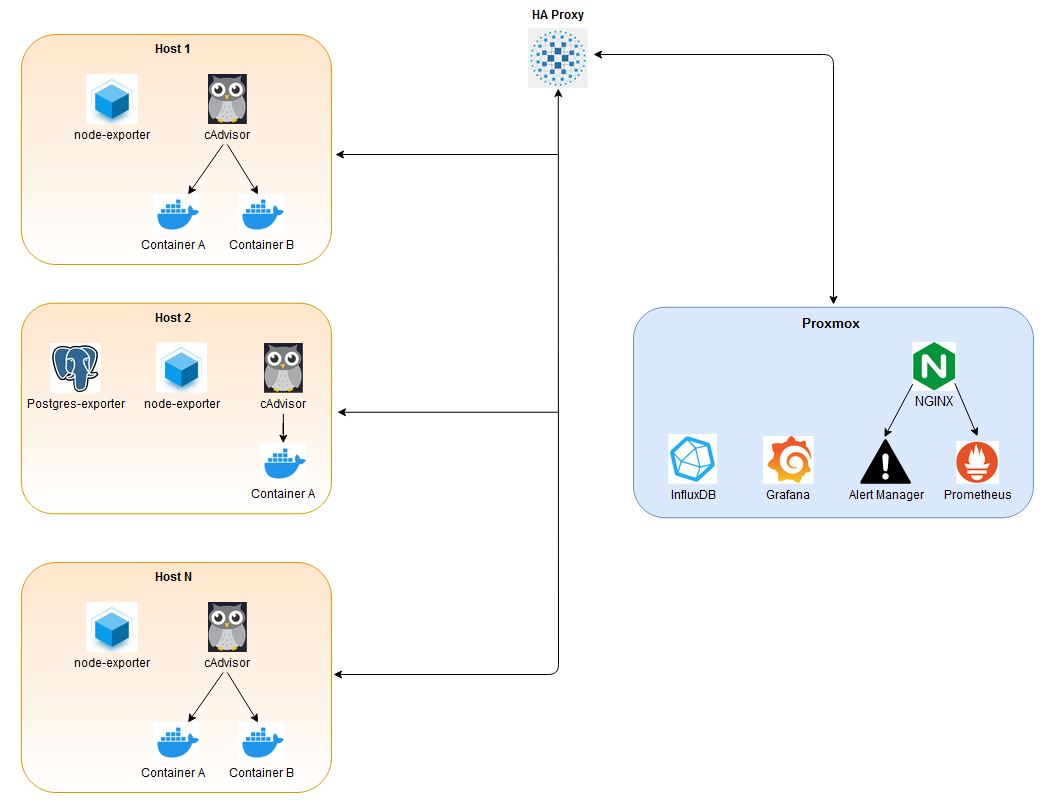 HA Proxy
Host 1
node-exporter
cAdvisor
Container A
Container B
Host 2
Postgres-exporter
node-exporter
cAdvisor
Container A
Host N
node-exporter
cAdvisor
Container A
Container B
Proxmox
N
NGINX
InfluxDB
Grafana
Alert Manager
Prometheus